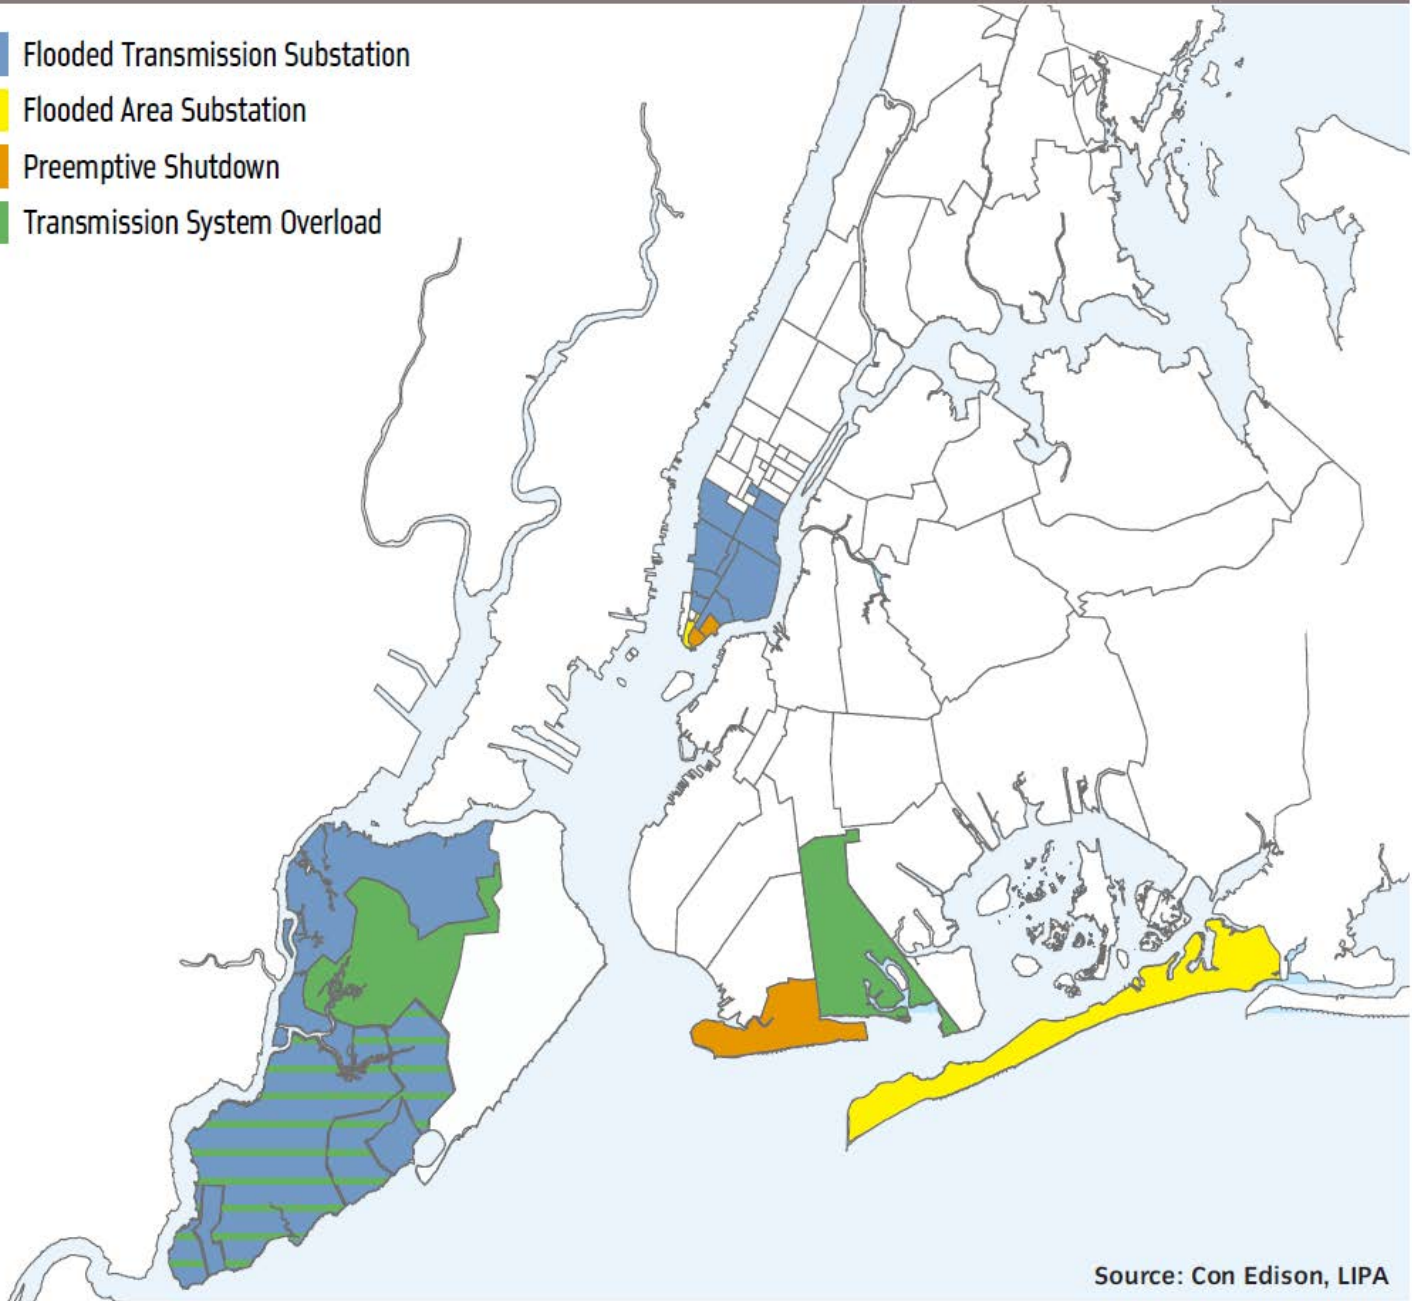 Flooded Transmission Substation
Flooded Area Substation
Preemptive Shutdown
Transmission System Overload
Source: Con Edison, LIPA